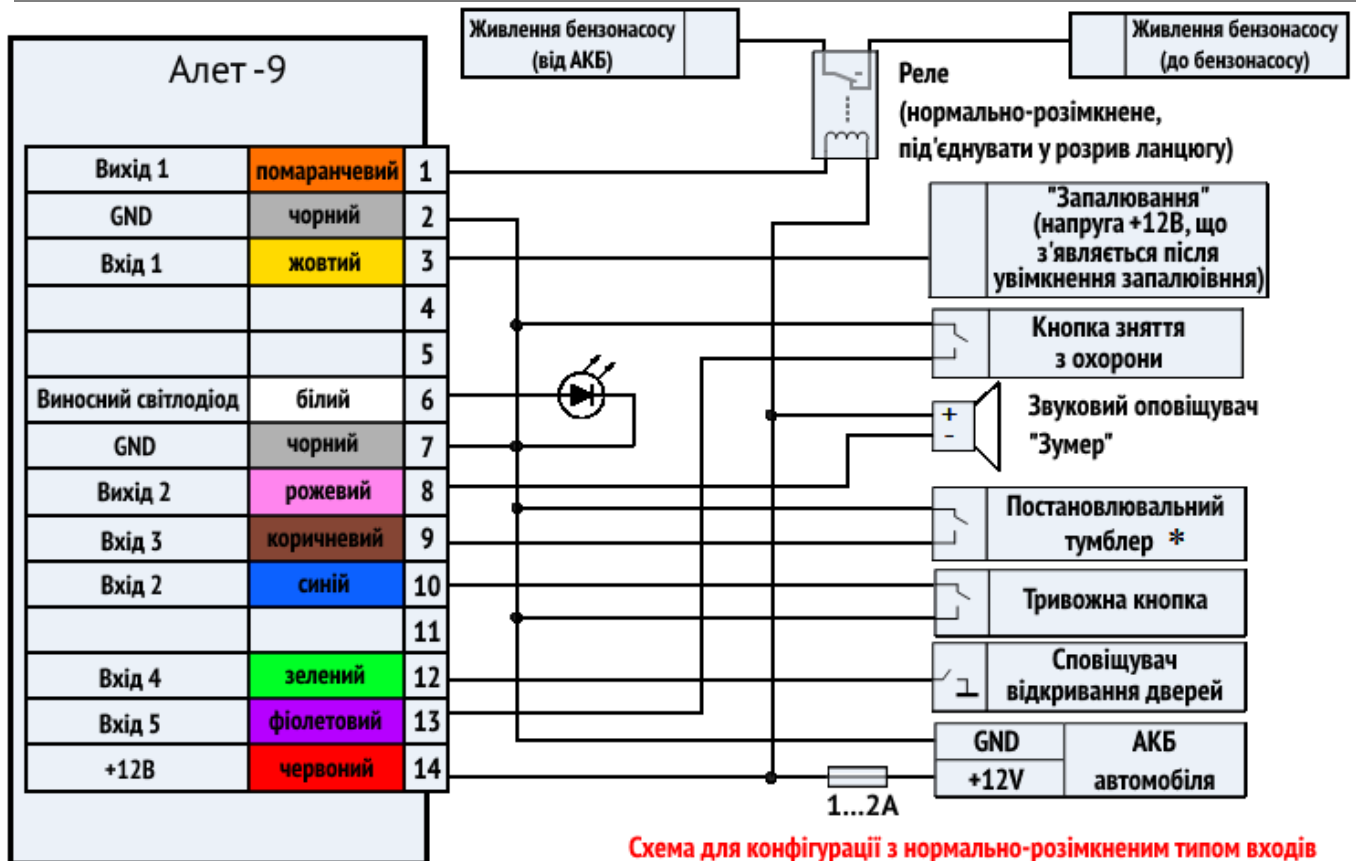 Живлення бензонасосу
(від АКБ)
Живлення бензонасосу
(до бензонасосу)
Алет -9
Реле
(нормально-розімкнене,
під'єднувати у розрив ланцюгу)
Вихід 1 помаранчевий 1
GND чорний 2
Вхід 1 жовтий 3
4
5
Виносний світлодіод білий 6
GND чорний 7
Вихід 2 рожевий 8
Вхід 3 коричневий 9
Вхід 2 синій 10
11
Вхід 4 зелений 12
Вхід 5 фіолетовий 13
+12В червоний 14
"Запалювання"
(напруга +12В, що
з'являється після
увімкнення запалюівння)
Кнопка зняття
з охорони
+
-
Звуковий оповіщувач
"Зумер"
Постановлювальний
тумблер *
Тривожна кнопка
Сповіщувач
відкривання дверей
GND
+12V
АКБ
автомобіля
1...2А
Схема для конфігурації з нормально-розімкненим типом входів